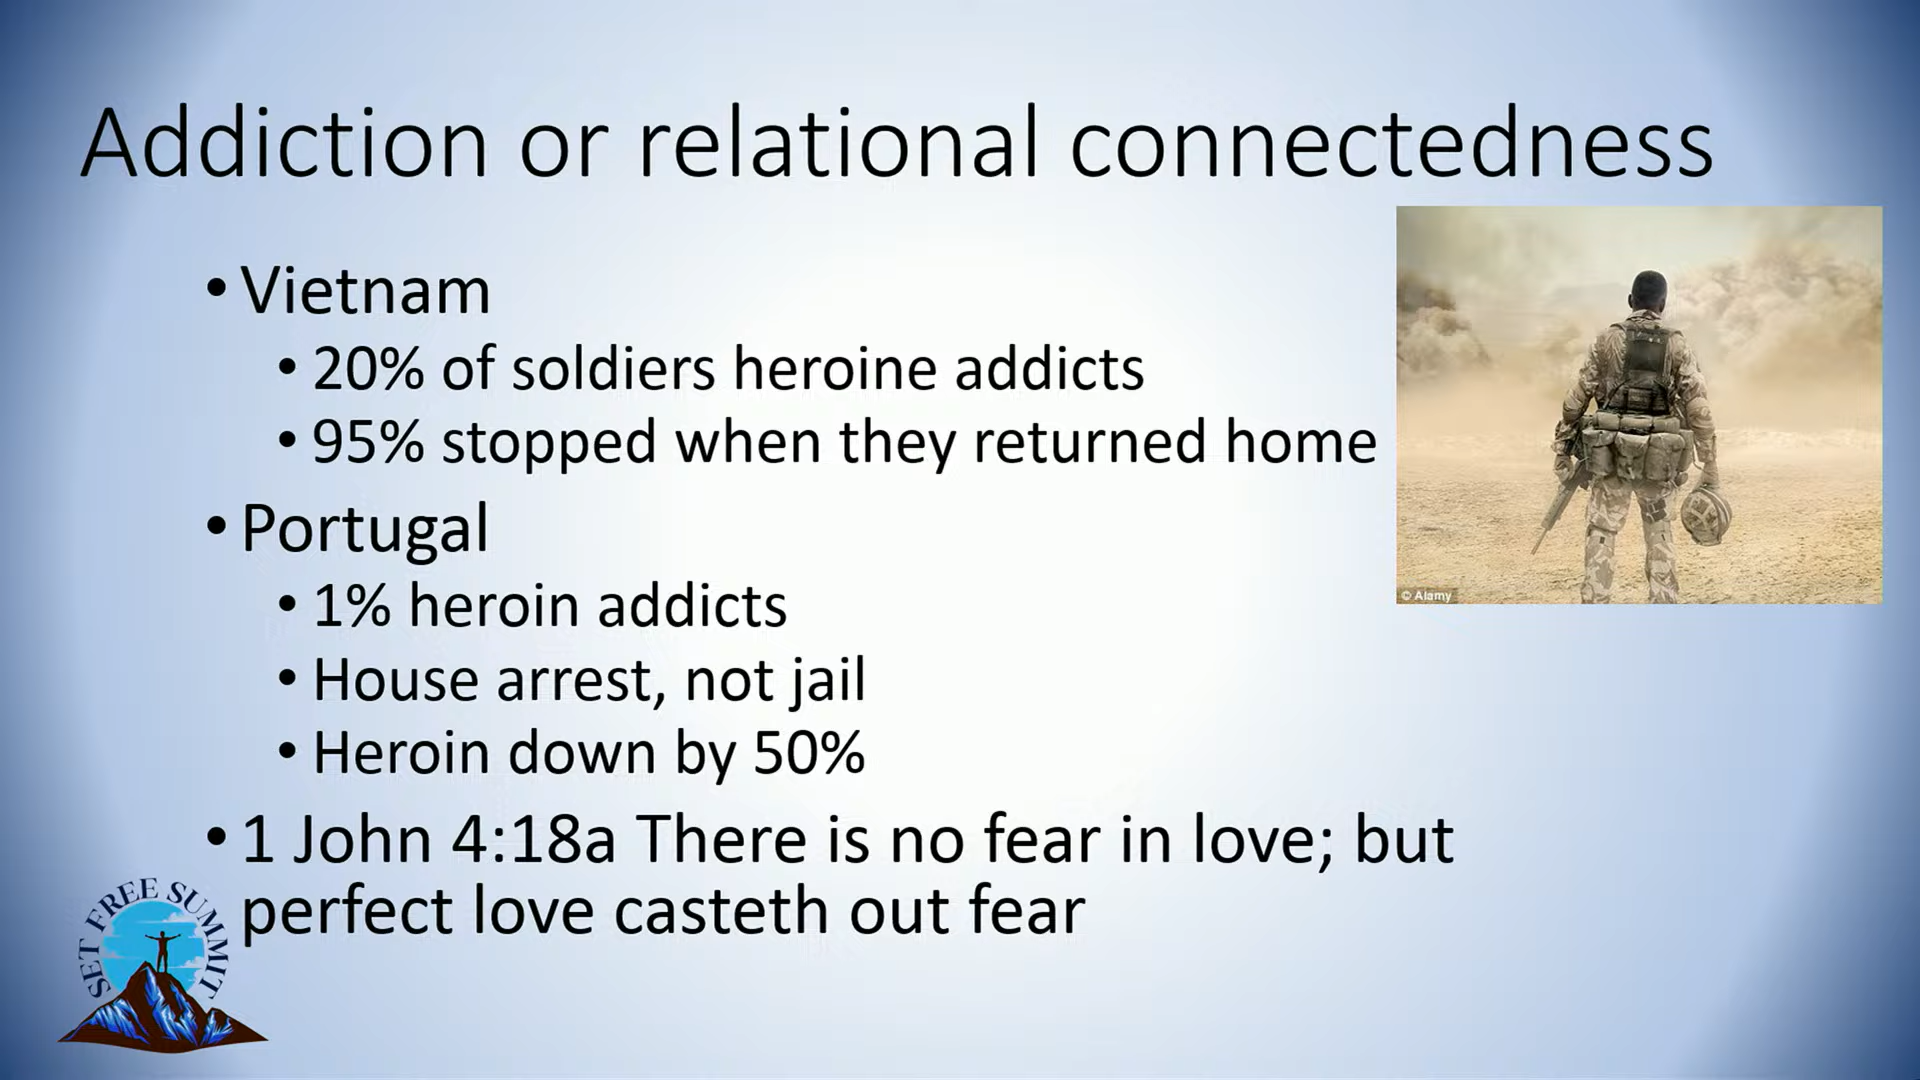 Addiction or relational connectedness
• Vietnam
• 20% of soldiers heroine addicts
• 95% stopped when they returned home
© Alamy
• Portugal
• 1% heroin addicts
• House arrest, not jail
• Heroin down by 50%
• 1 John 4:18a There is no fear in love; but
perfect love casteth out fear
SET FREE SUMMIT